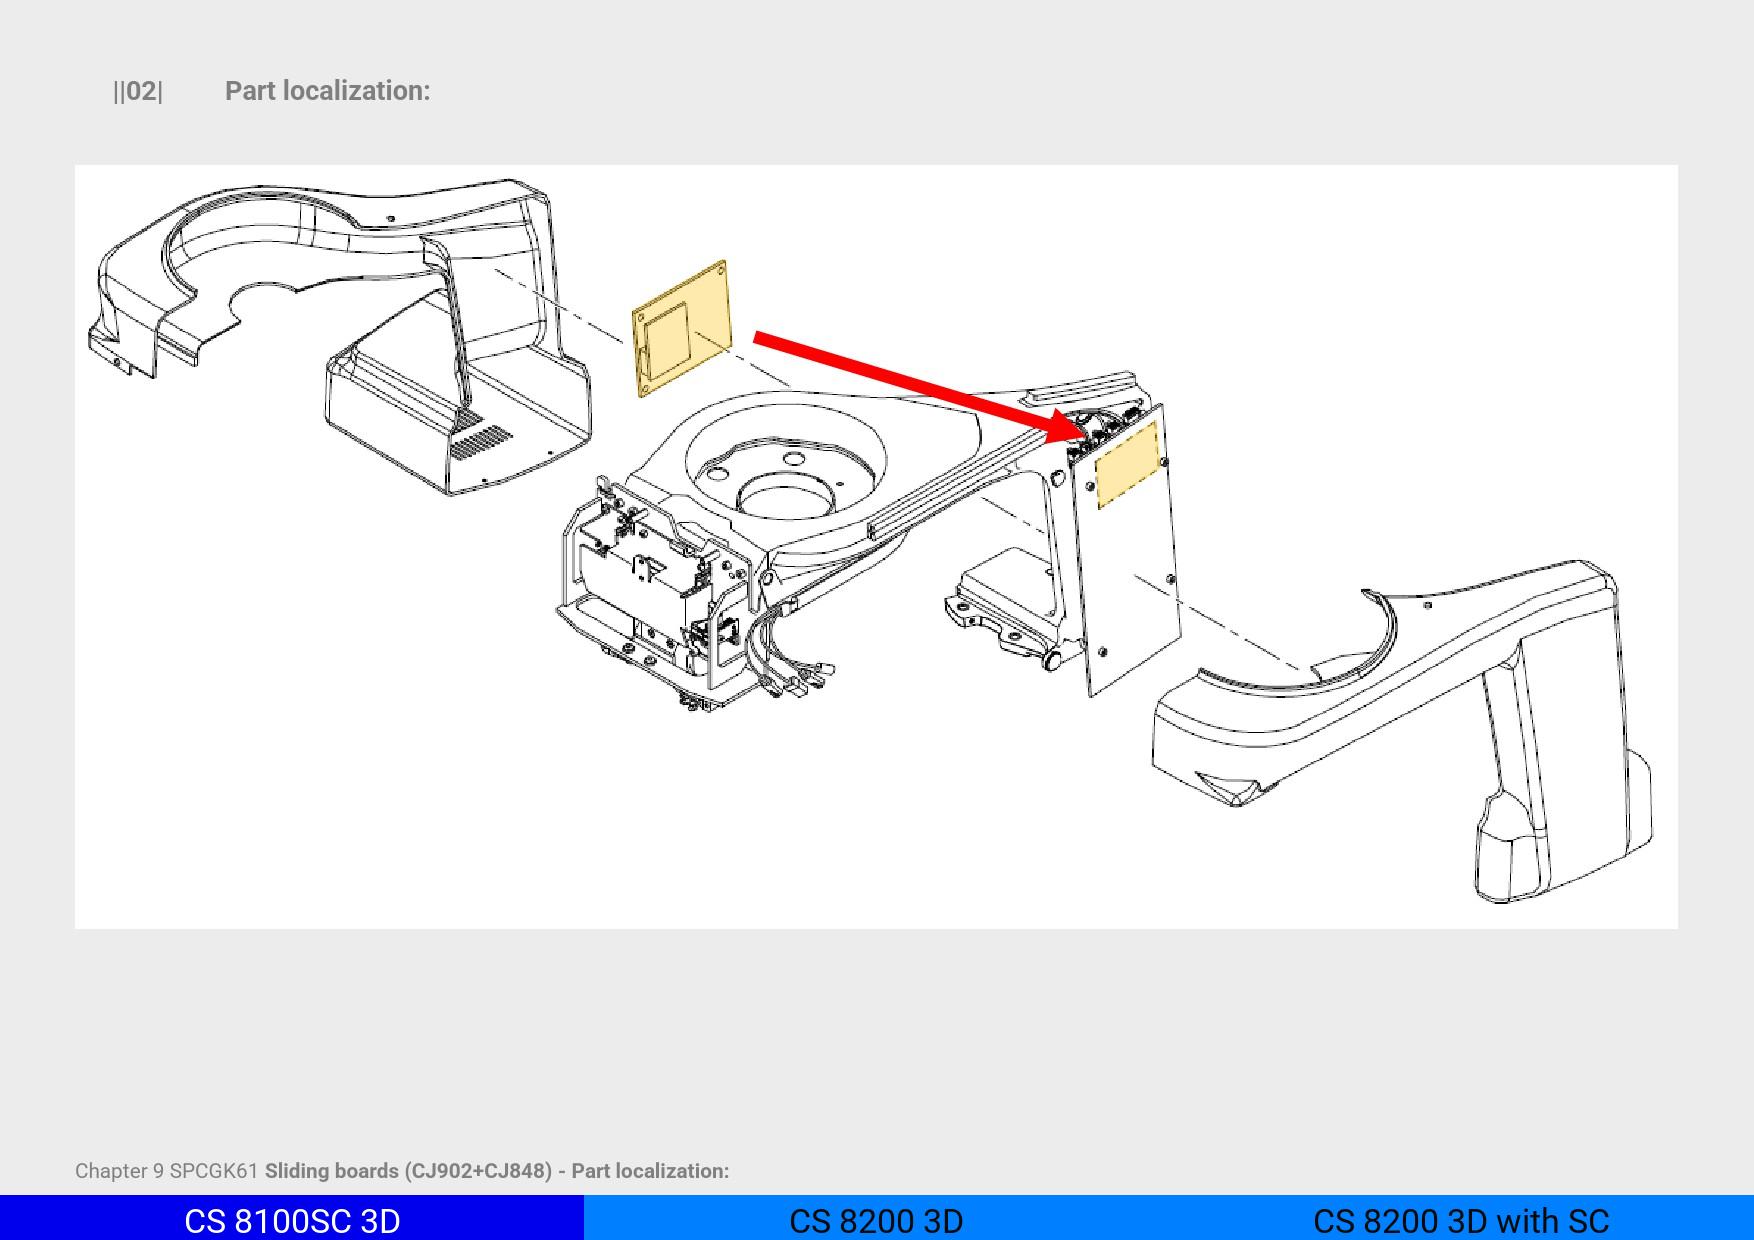 ||02| Part localization:
Chapter 9 SPCGK61 Sliding boards (CJ902+CJ848) - Part localization:
CS 8100SC 3D CS 8200 3D CS 8200 3D with SC